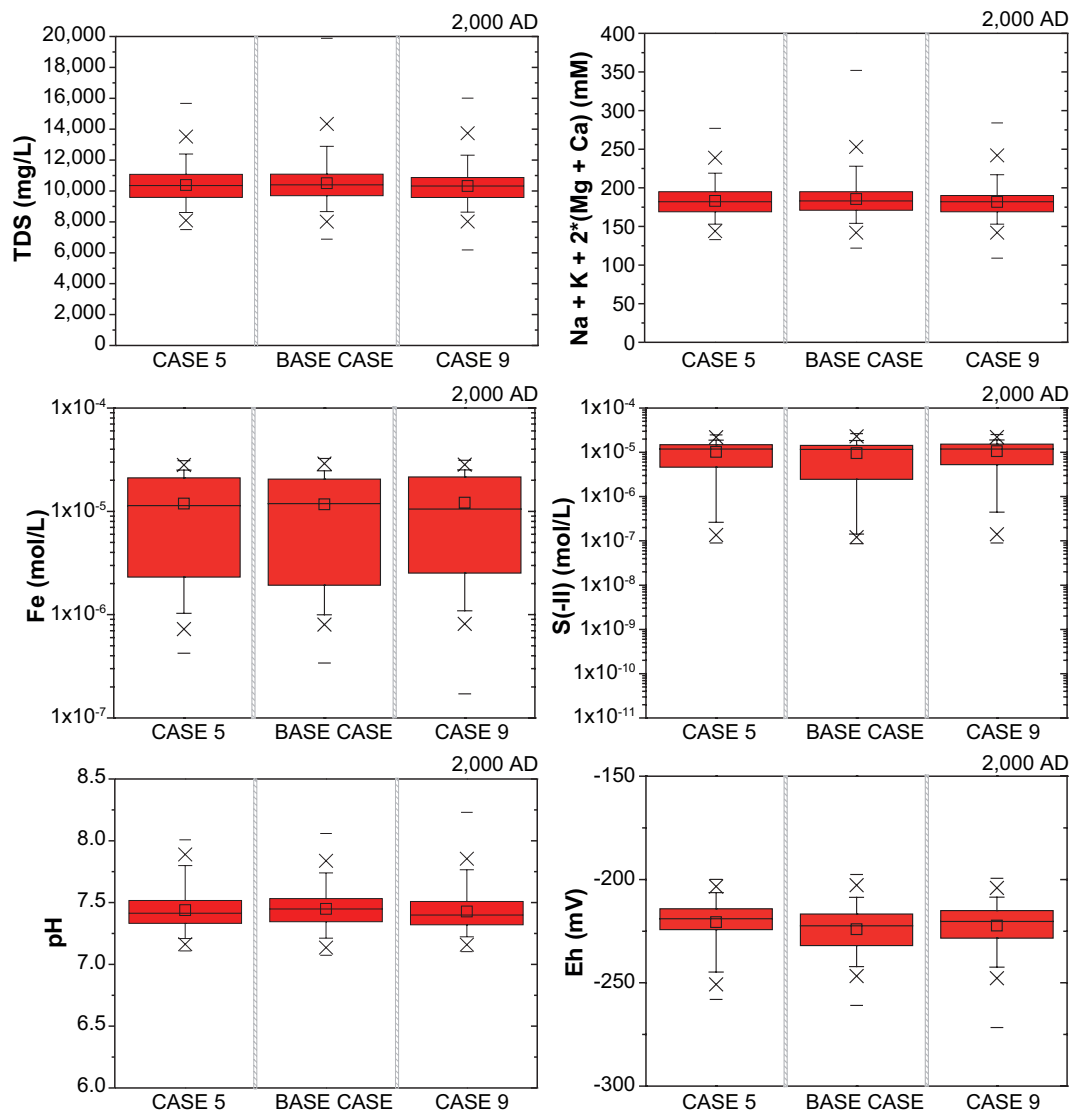 2,000 AD
TDS (mg/L)
20,000
18,000
16,000
14,000
12,000
10,000
8,000
6,000
4,000
2,000
0
CASE 5 BASE CASE CASE 9
2,000 AD
Na + K + 2*(Mg + Ca) (mM)
400
350
300
250
200
150
100
50
0
CASE 5 BASE CASE CASE 9
2,000 AD
Fe (mol/L)
1x10⁻⁴
1x10⁻⁵
1x10⁻⁶
1x10⁻⁷
CASE 5 BASE CASE CASE 9
2,000 AD
S(-II) (mol/L)
1x10⁻⁴
1x10⁻⁵
1x10⁻⁶
1x10⁻⁷
1x10⁻⁸
1x10⁻⁹
1x10⁻¹⁰
1x10⁻¹¹
CASE 5 BASE CASE CASE 9
2,000 AD
pH
8.5
8.0
7.5
7.0
6.5
6.0
CASE 5 BASE CASE CASE 9
2,000 AD
Eh (mV)
-150
-200
-250
-300
CASE 5 BASE CASE CASE 9